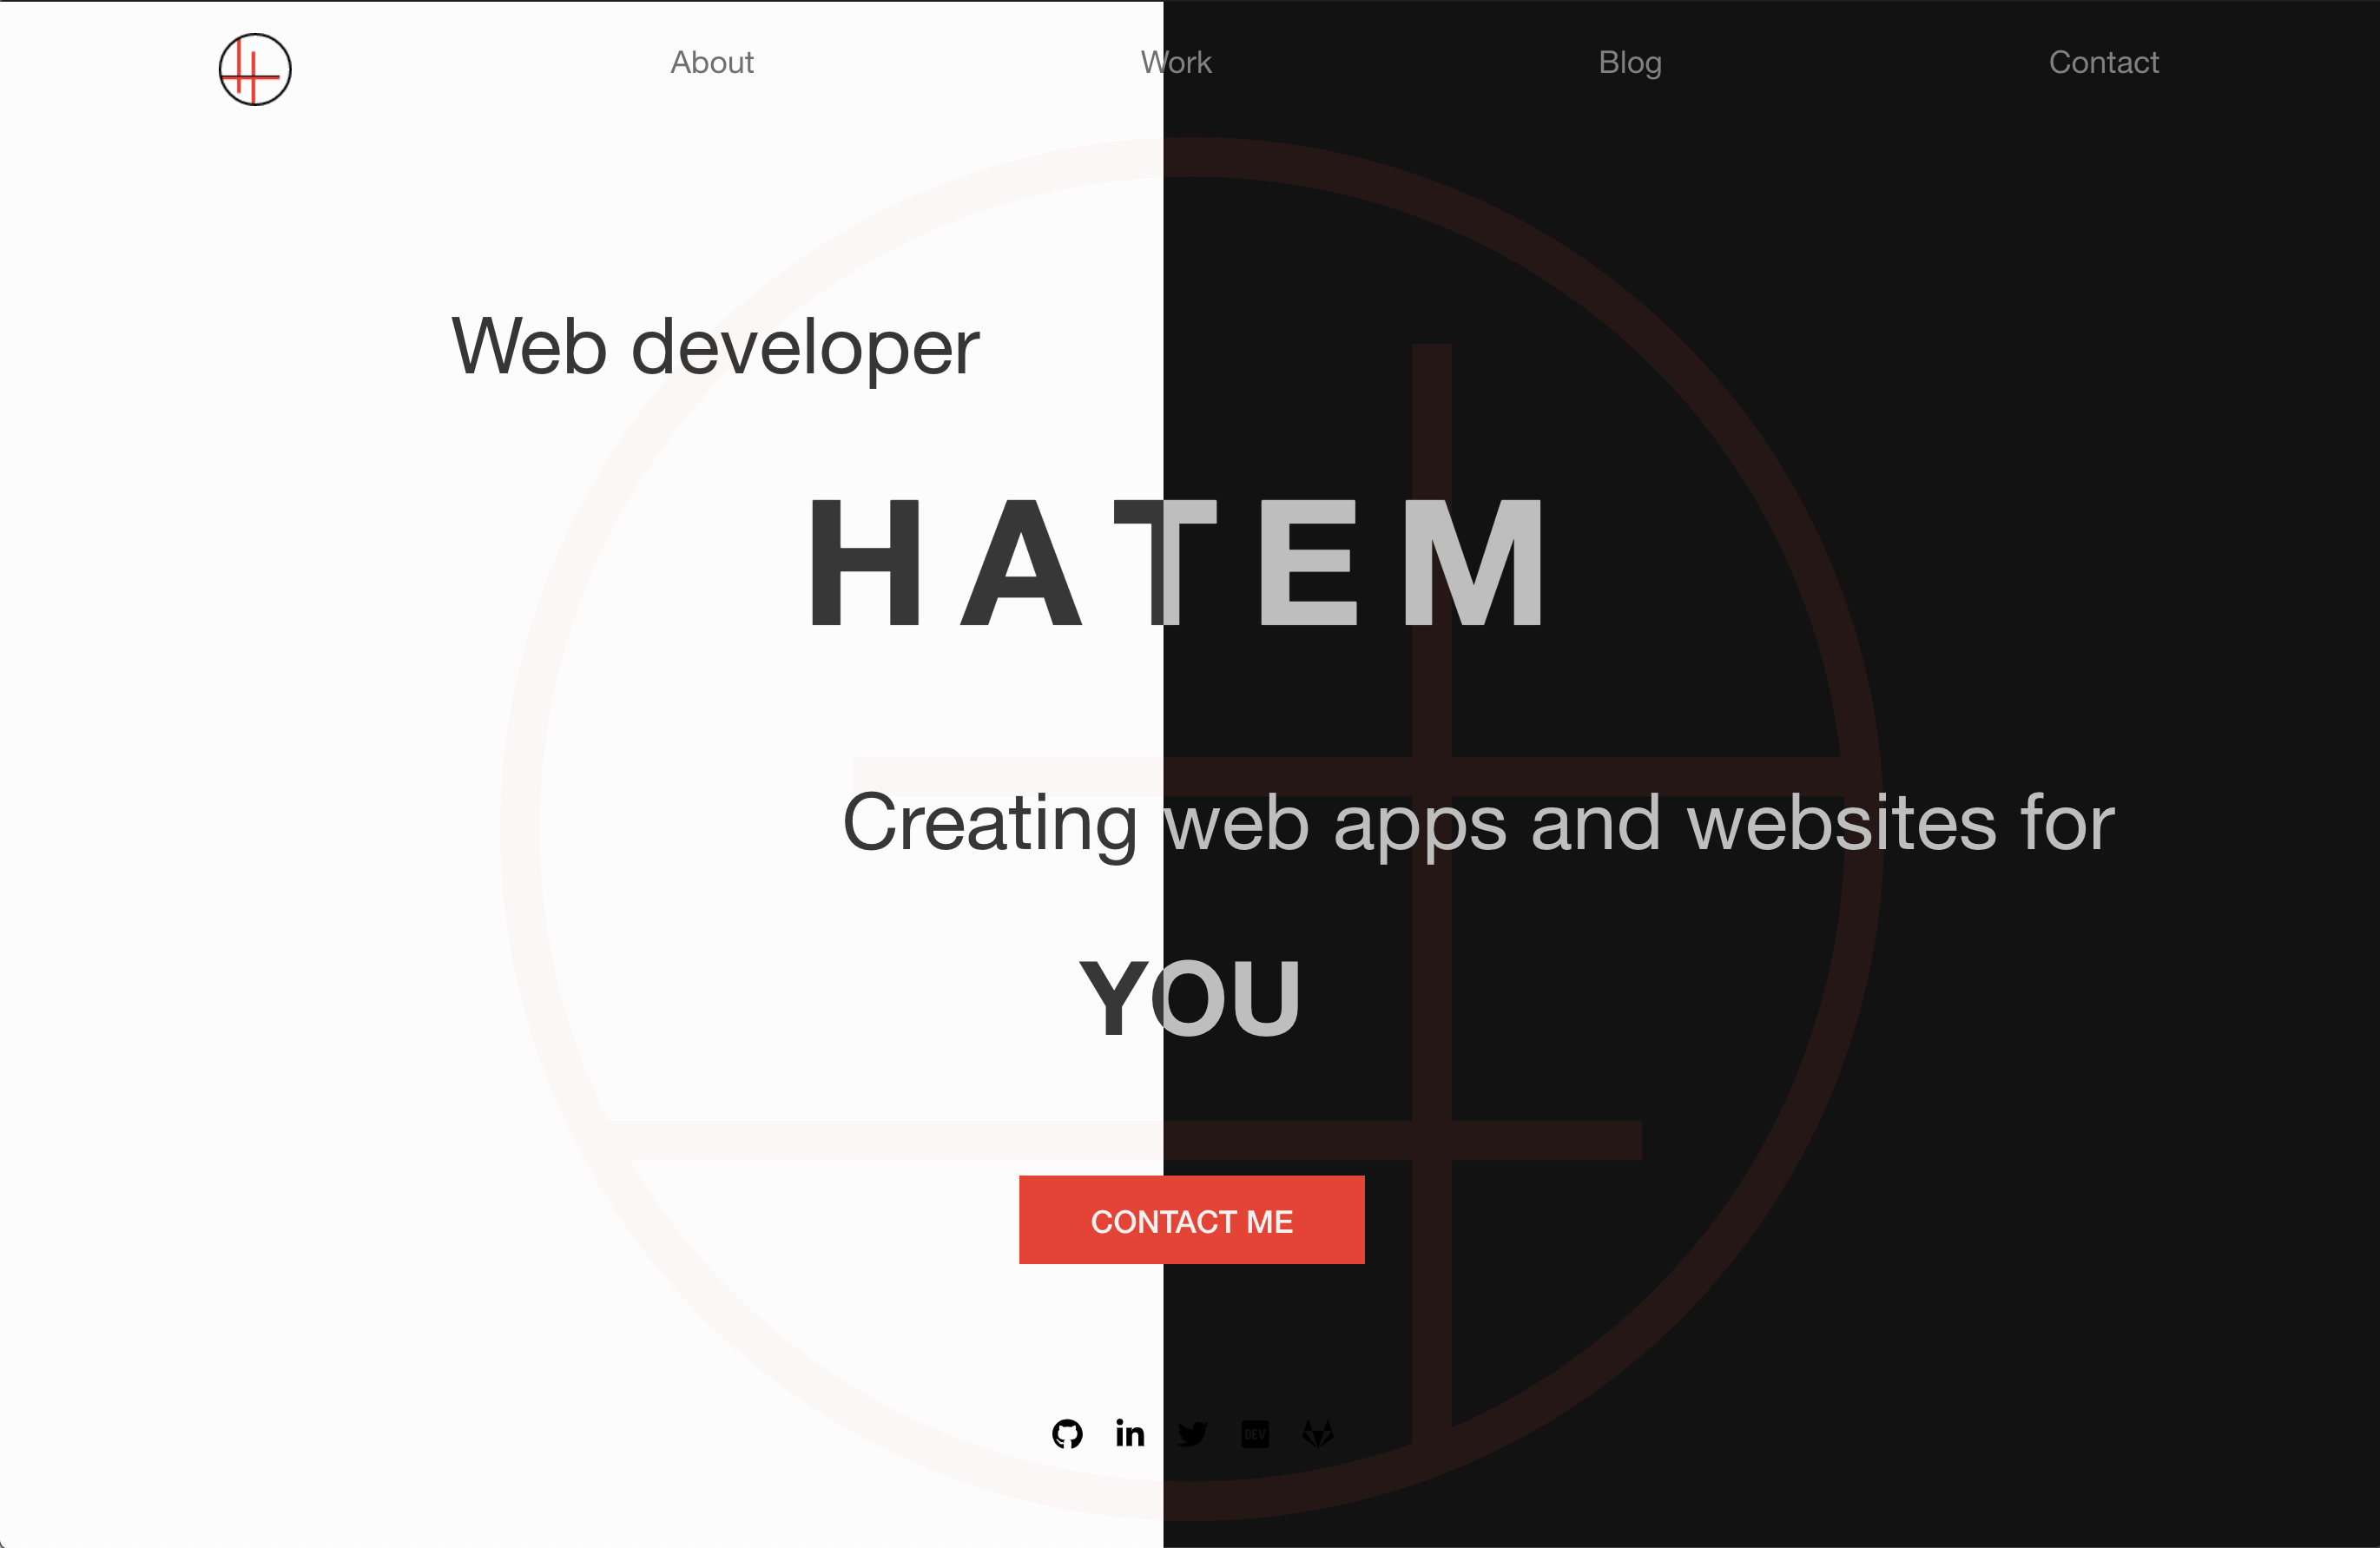 About Work Blog Contact
Web developer
HATEM
Creating web apps and websites for
YOU
CONTACT ME
in DEV